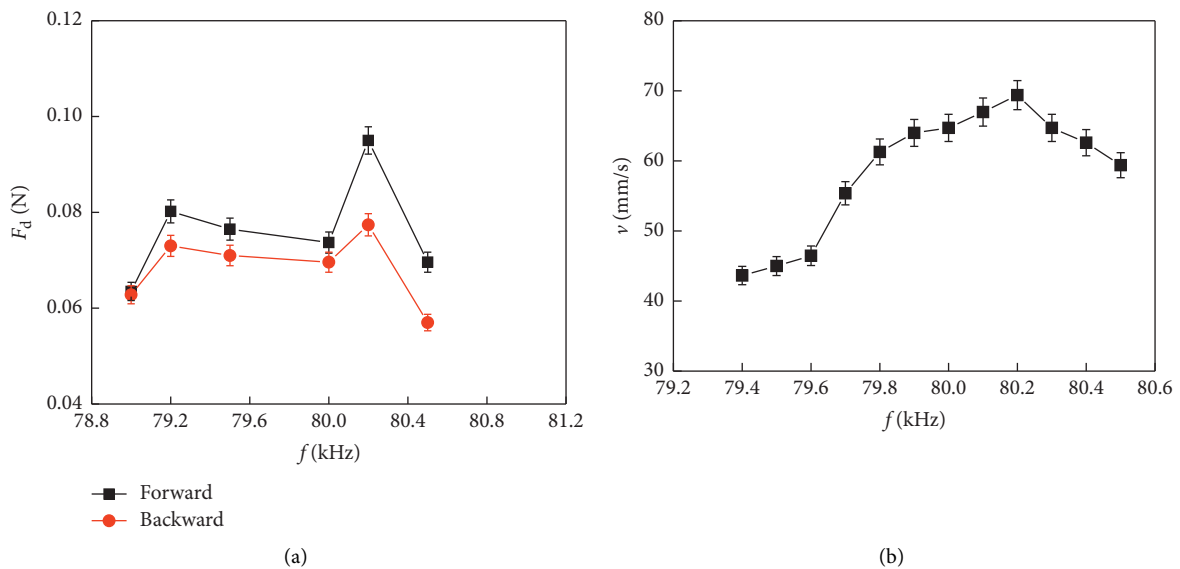 0.12
0.10
0.08
0.06
0.04
F_d (N)
78.8 79.2 79.6 80.0 80.4 80.8 81.2
f (kHz)
Forward
Backward
(a)
80
70
60
50
40
30
v (mm/s)
79.2 79.4 79.6 79.8 80.0 80.2 80.4 80.6
f (kHz)
(b)